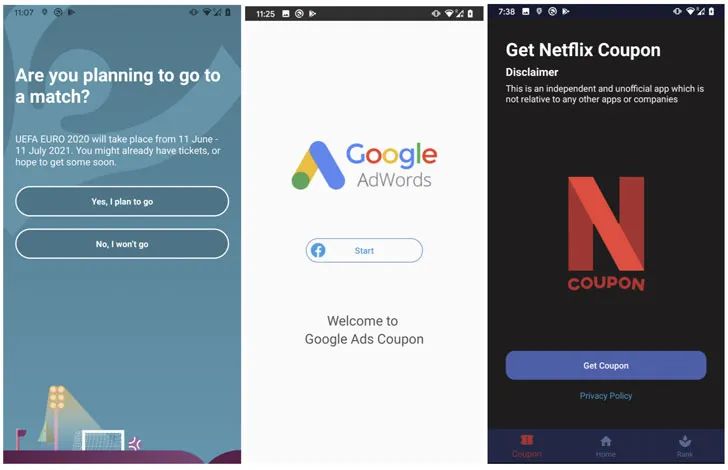 11:07
Are you planning to go to
a match?
UEFA EURO 2020 will take place from 11 June -
11 July 2021. You might already have tickets, or
hope to get some soon.
Yes, I plan to go
No, I won't go
11:25
Google
AdWords
Start
Welcome to
Google Ads Coupon
7:38
Get Netflix Coupon
Disclaimer
This is an independent and unofficial app which is
not relative to any other apps or companies
N
COUPON
Get Coupon
Privacy Policy
Coupon
Home
Rank